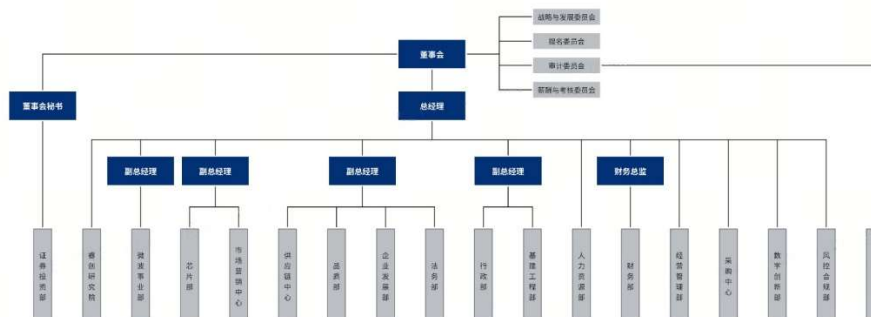 战略与发展委员会
提名委员会
董事会
审计委员会
薪酬与考核委员会
董事会秘书
总经理
副总经理
副总经理
副总经理
副总经理
财务总监
证券投资部
睿创研究院
微波事业部
芯片部
市场营销中心
供应链中心
品质部
企业发展部
法务部
行政部
基建工程部
人力资源部
财务部
经营管理部
采购中心
数字创新部
风控合规部